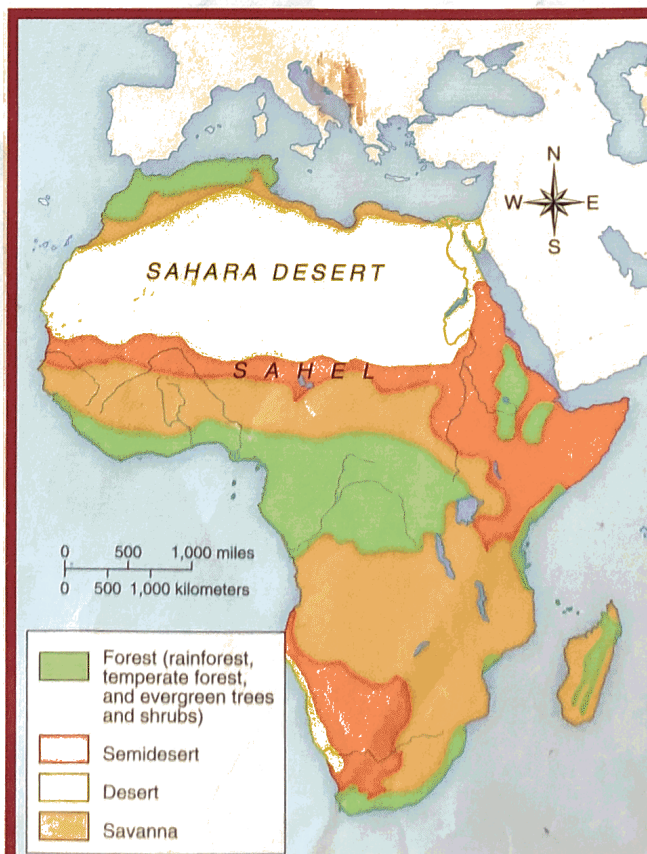 N
W E
S
SAHARA DESERT
SAHEL
0 500 1,000 miles
0 500 1,000 kilometers
Forest (rainforest,
temperate forest,
and evergreen trees
and shrubs)
Semidesert
Desert
Savanna